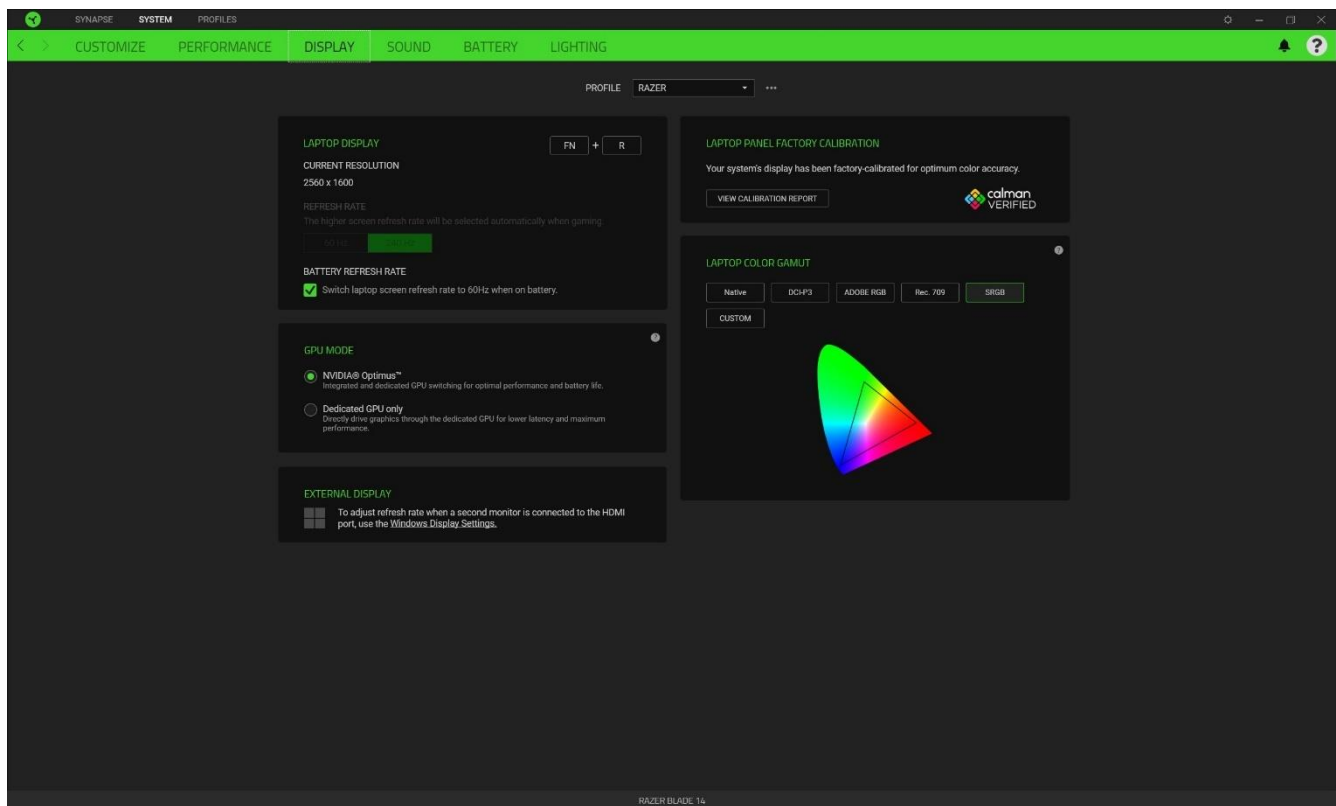 SYNAPSE SYSTEM PROFILES
CUSTOMIZE PERFORMANCE DISPLAY SOUND BATTERY LIGHTING
?
PROFILE RAZER
LAPTOP DISPLAY
FN + R
CURRENT RESOLUTION
2560 x 1600
REFRESH RATE
The higher screen refresh rate will be selected automatically when gaming
60 Hz 240 Hz
BATTERY REFRESH RATE
Switch laptop screen refresh rate to 60Hz when on battery.
GPU MODE
?
NVIDIA® Optimus™
Integrated and dedicated GPU switching for optimal performance and battery life.
Dedicated GPU only
Directly drive graphics through the dedicated GPU for lower latency and maximum
performance.
EXTERNAL DISPLAY
To adjust refresh rate when a second monitor is connected to the HDMI
port, use the Windows Display Settings.
LAPTOP PANEL FACTORY CALIBRATION
Your system's display has been factory-calibrated for optimum color accuracy.
VIEW CALIBRATION REPORT
calman
VERIFIED
?
LAPTOP COLOR GAMUT
Native DCI-P3 ADOBE RGB Rec. 709 SRGB
CUSTOM
RAZER BLADE 14